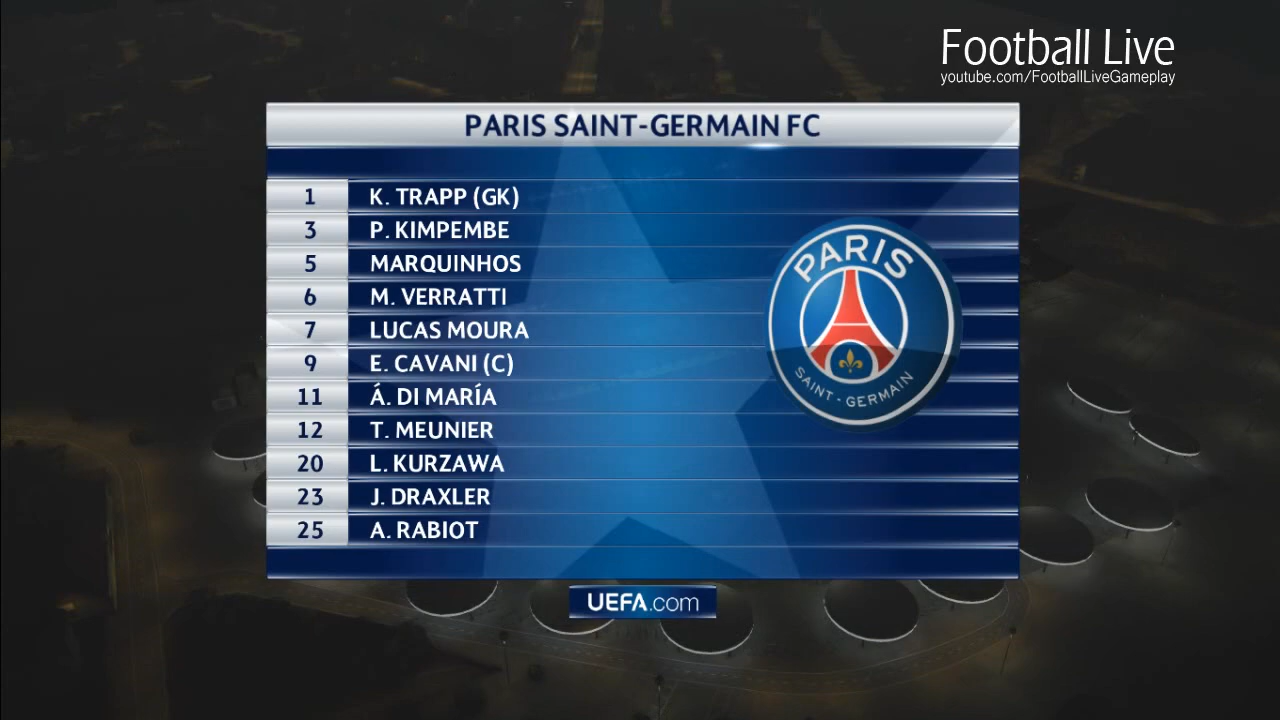 Football Live
youtube.com/FootballLiveGameplay
PARIS SAINT-GERMAIN FC
1 K. TRAPP (GK)
3 P. KIMPEMBE
5 MARQUINHOS
6 M. VERRATTI
7 LUCAS MOURA
9 E. CAVANI (C)
11 Á. DI MARÍA
12 T. MEUNIER
20 L. KURZAWA
23 J. DRAXLER
25 A. RABIOT
PARIS
SAINT-GERMAIN
UEFA.com